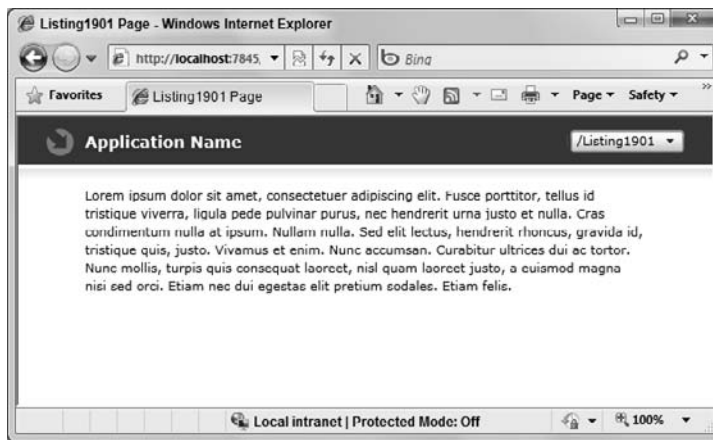 Listing1901 Page - Windows Internet Explorer
http://localhost:7845,
Bing
Favorites
Listing1901 Page
Page
Safety
»
Application Name
/Listing1901
Lorem ipsum dolor sit amet, consectetuer adipiscing elit. Fusce porttitor, tellus id
tristique viverra, ligula pede pulvinar purus, nec hendrerit urna justo et nulla. Cras
condimentum nulla at ipsum. Nullam nulla. Sed elit lectus, hendrerit rhoncus, gravida id,
tristique quis, justo. Vivamus et enim. Nunc accumsan. Curabitur ultrices dui ac tortor.
Nunc mollis, turpis quis consequat laoreet, nisl quam laoreet justo, a euismod magna
nisi sed orci. Etiam nec dui egestas elit pretium sodales. Etiam felis.
Local intranet | Protected Mode: Off
100%